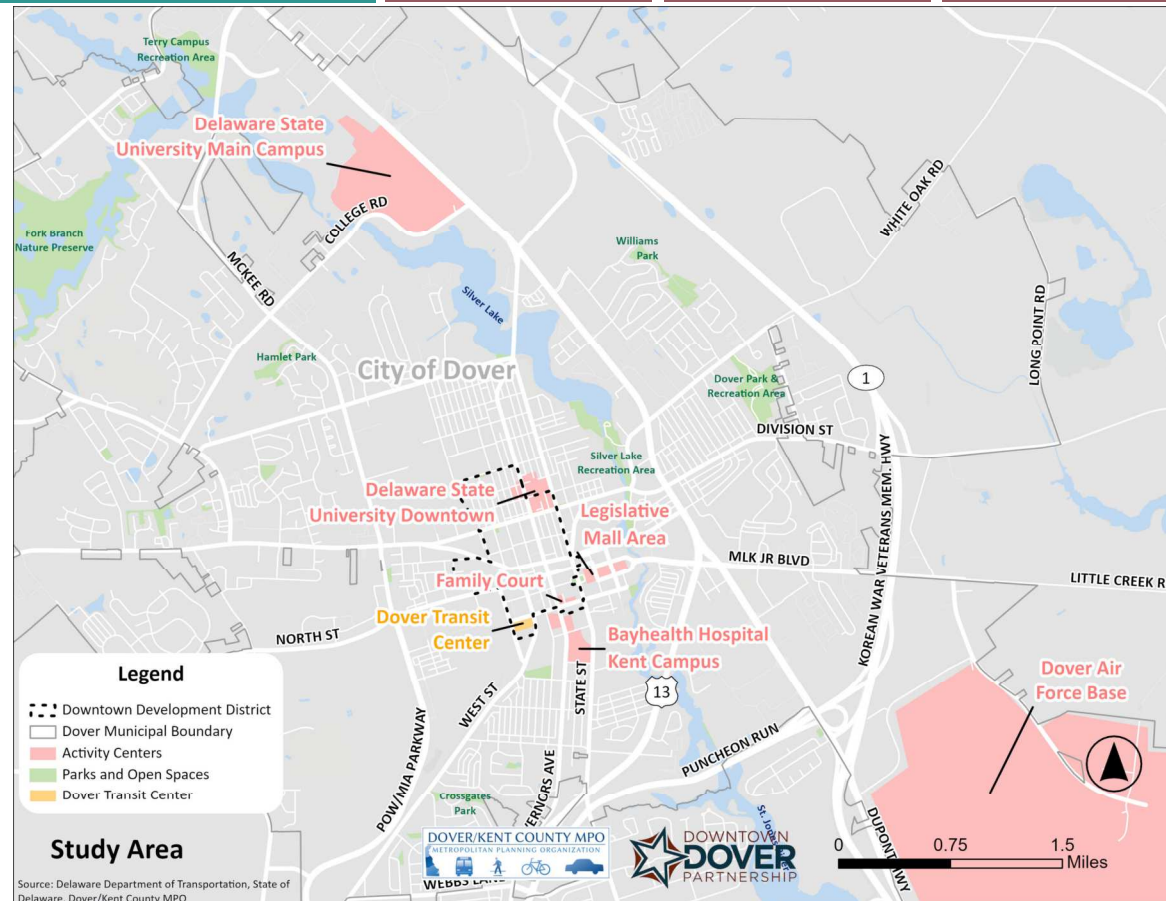 Terry Campus
Recreation Area
Delaware State
University Main Campus
WHITE OAK RD
COLLEGE RD
Fork Branch
Nature Preserve
Williams
Park
MCKEE RD
Silver Lake
LONG POINT RD
Hamlet Park
City of Dover
1
Dover Park &
Recreation Area
DIVISION ST
Silver Lake
Recreation Area
Delaware State
University Downtown
Legislative
Mall Area
KOREAN WAR VETERANS MEM. HWY
MLK JR BLVD
LITTLE CREEK R
Family Court
Dover Transit
Center
NORTH ST
Bayhealth Hospital
Kent Campus
Dover Air
Force Base
STATE ST
13
WEST ST
PUNCHEON RUN
POW/MIA PARKWAY
Crossgates
Park
St. Jones
DUPONT HWY
WEBBS
Legend
Downtown Development District
Dover Municipal Boundary
Activity Centers
Parks and Open Spaces
Dover Transit Center
Study Area
Source: Delaware Department of Transportation, State of
Delaware, Dover/Kent County MPO
DOVER/KENT COUNTY MPO
METROPOLITAN PLANNING ORGANIZATION
DOWNTOWN
DOVER
PARTNERSHIP
0 0.75 1.5
Miles